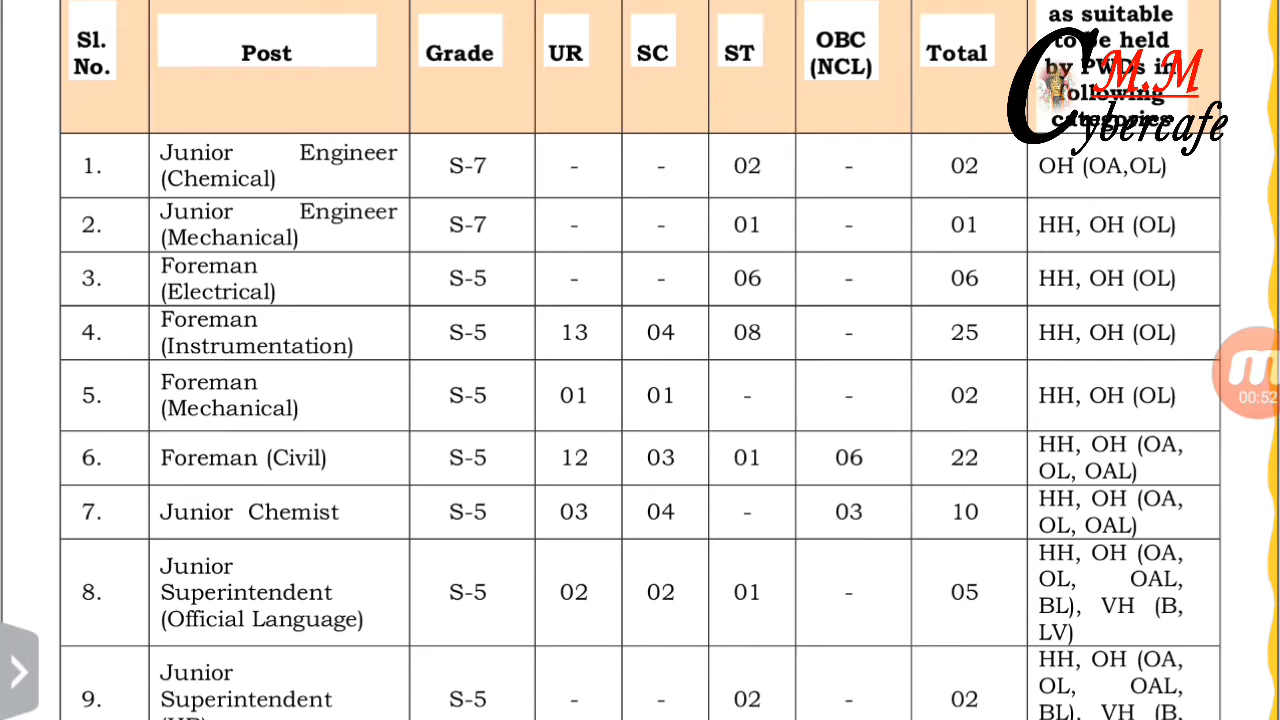 Sl. No. Post Grade UR SC ST OBC (NCL) Total as suitable to be held by PWDs in following categories
M.M
Cybercafe
1. Junior Engineer (Chemical) S-7 - - 02 - 02 OH (OA,OL)
2. Junior Engineer (Mechanical) S-7 - - 01 - 01 HH, OH (OL)
3. Foreman (Electrical) S-5 - - 06 - 06 HH, OH (OL)
4. Foreman (Instrumentation) S-5 13 04 08 - 25 HH, OH (OL)
5. Foreman (Mechanical) S-5 01 01 - - 02 HH, OH (OL)
6. Foreman (Civil) S-5 12 03 01 06 22 HH, OH (OA, OL, OAL)
7. Junior Chemist S-5 03 04 - 03 10 HH, OH (OA, OL, OAL)
8. Junior Superintendent (Official Language) S-5 02 02 01 - 05 HH, OH (OA, OL, OAL, BL), VH (B, LV)
9. Junior Superintendent S-5 - - 02 - 02 HH, OH (OA, OL, OAL, BL), VH (B,
00:52